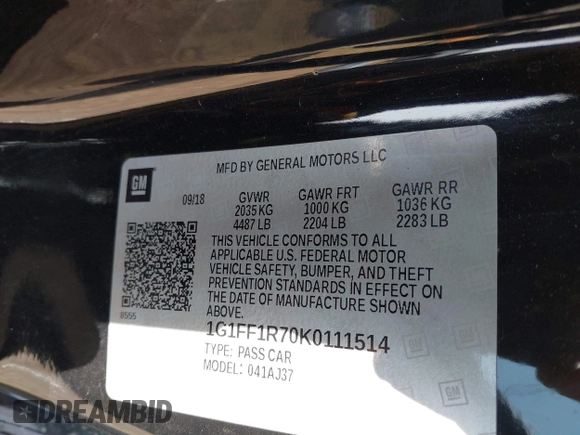 MFD BY GENERAL MOTORS LLC
GM
09/18 GVWR GAWR FRT GAWR RR
2035 KG 1000 KG 1036 KG
4487 LB 2204 LB 2283 LB
THIS VEHICLE CONFORMS TO ALL
APPLICABLE U.S. FEDERAL MOTOR
VEHICLE SAFETY, BUMPER, AND THEFT
PREVENTION STANDARDS IN EFFECT ON
THE DATE OF MANUFACTURE SHOWN
ABOVE.
8555
1G1FF1R70K0111514
TYPE: PASS CAR
MODEL: 041AJ37
GM
DREAMBID